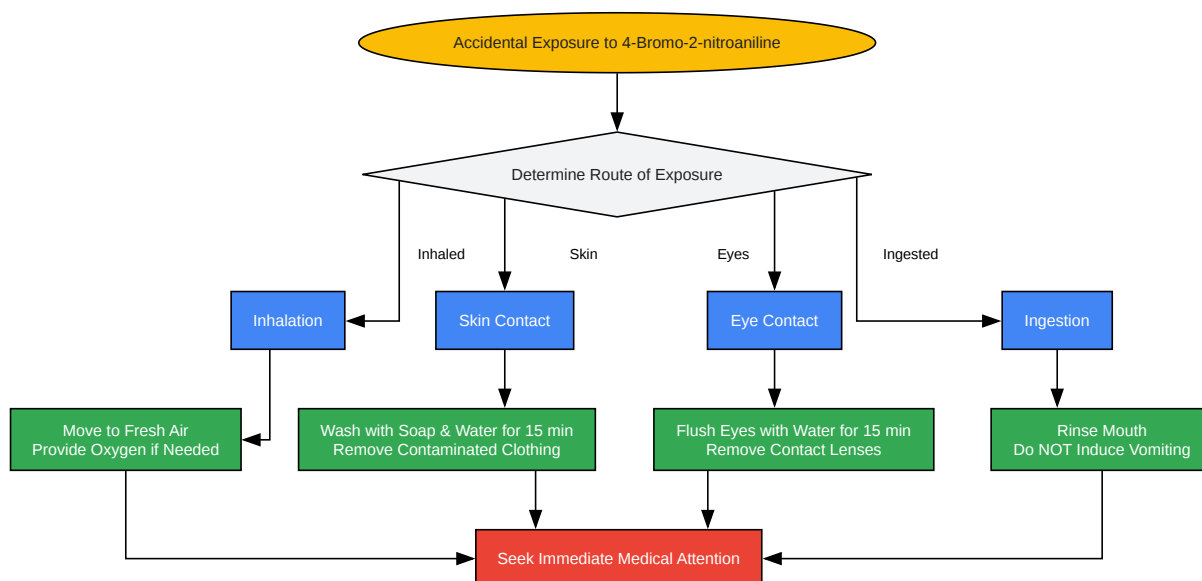 Accidental Exposure to 4-Bromo-2-nitroaniline
Determine Route of Exposure
Inhaled
Skin
Eyes
Ingested
Inhalation
Skin Contact
Eye Contact
Ingestion
Move to Fresh Air
Provide Oxygen if Needed
Wash with Soap & Water for 15 min
Remove Contaminated Clothing
Flush Eyes with Water for 15 min
Remove Contact Lenses
Rinse Mouth
Do NOT Induce Vomiting
Seek Immediate Medical Attention